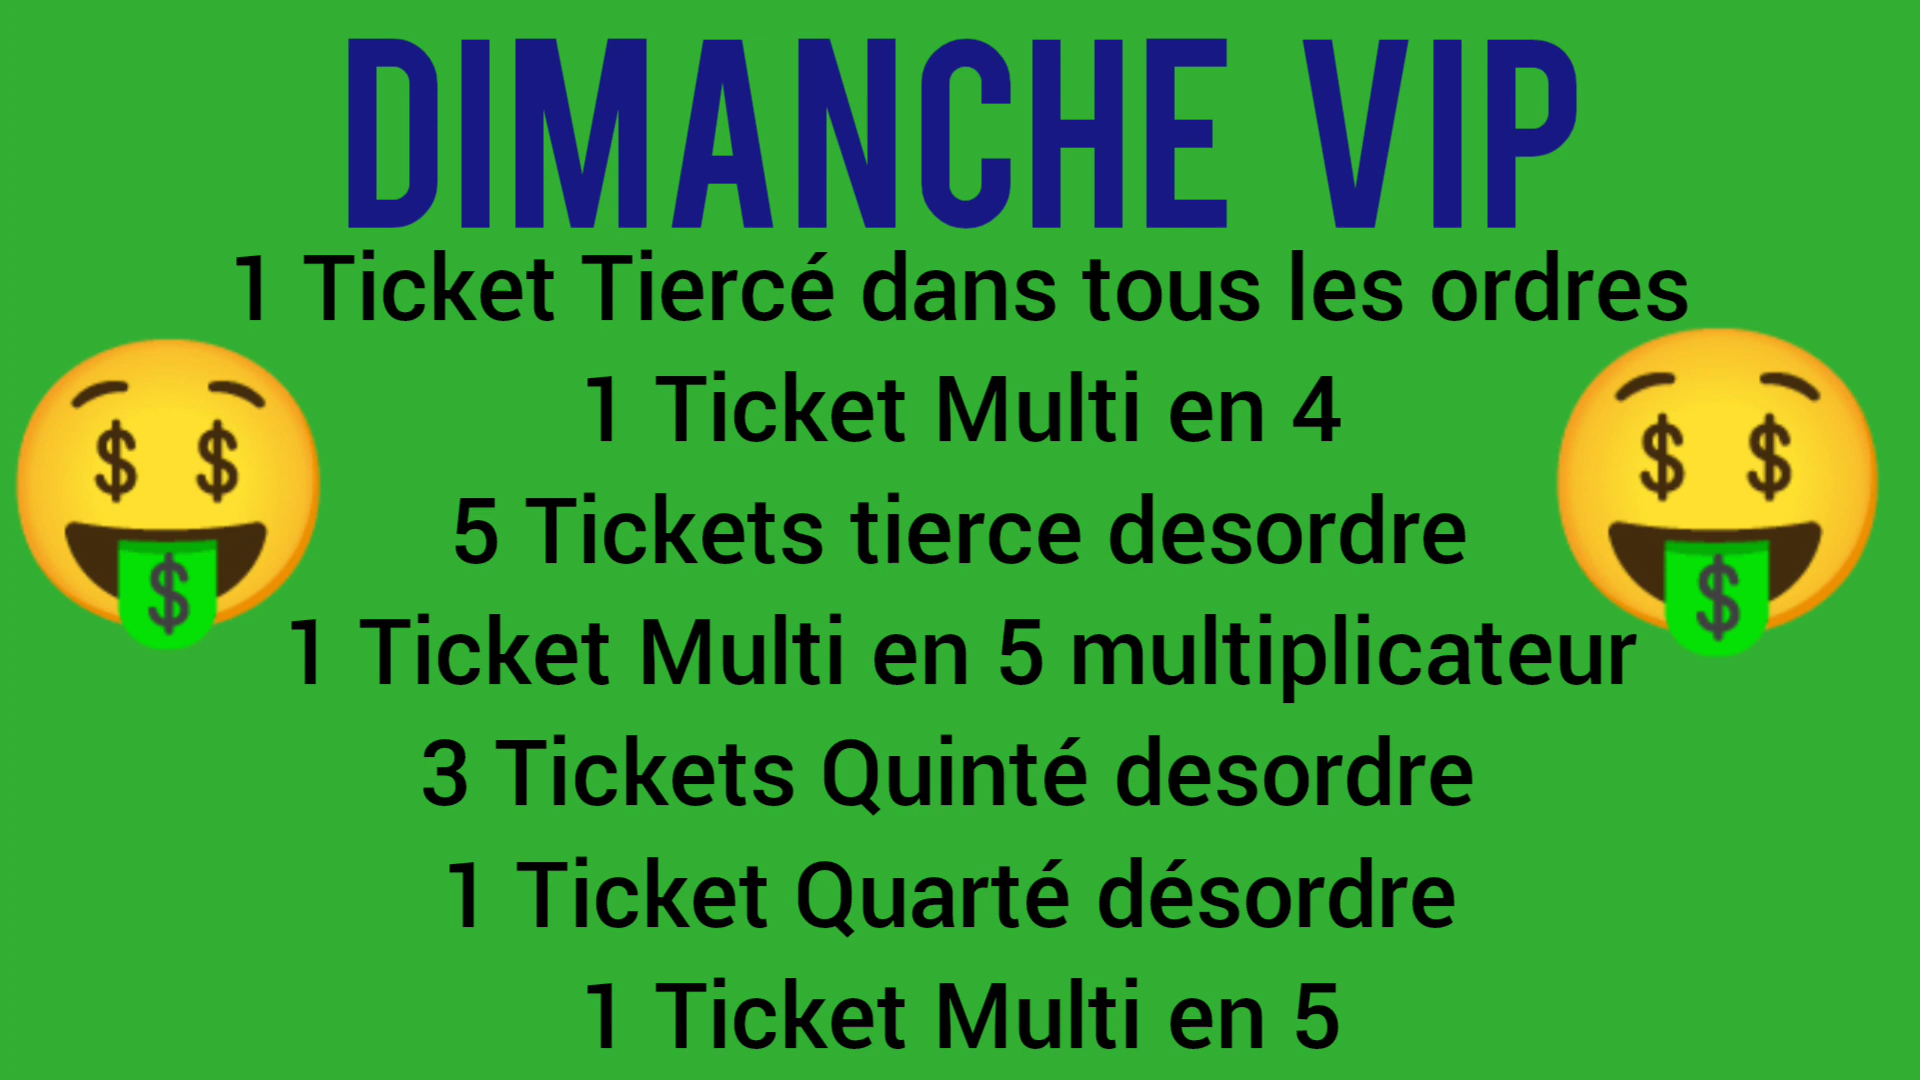 DIMANCHE VIP
1 Ticket Tiercé dans tous les ordres
1 Ticket Multi en 4
5 Tickets tierce desordre
1 Ticket Multi en 5 multiplicateur
3 Tickets Quinté desordre
1 Ticket Quarté désordre
1 Ticket Multi en 5